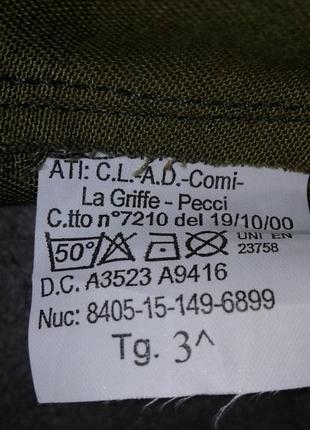 ATI: C.L.-A.D.-Comi-
La Griffe - Pecci
C.tto n°7210 del 19/10/00
50° UNI EN
23758
D.C. A3523 A9416
Nuc: 8405-15-149-6899
Tg. 3^